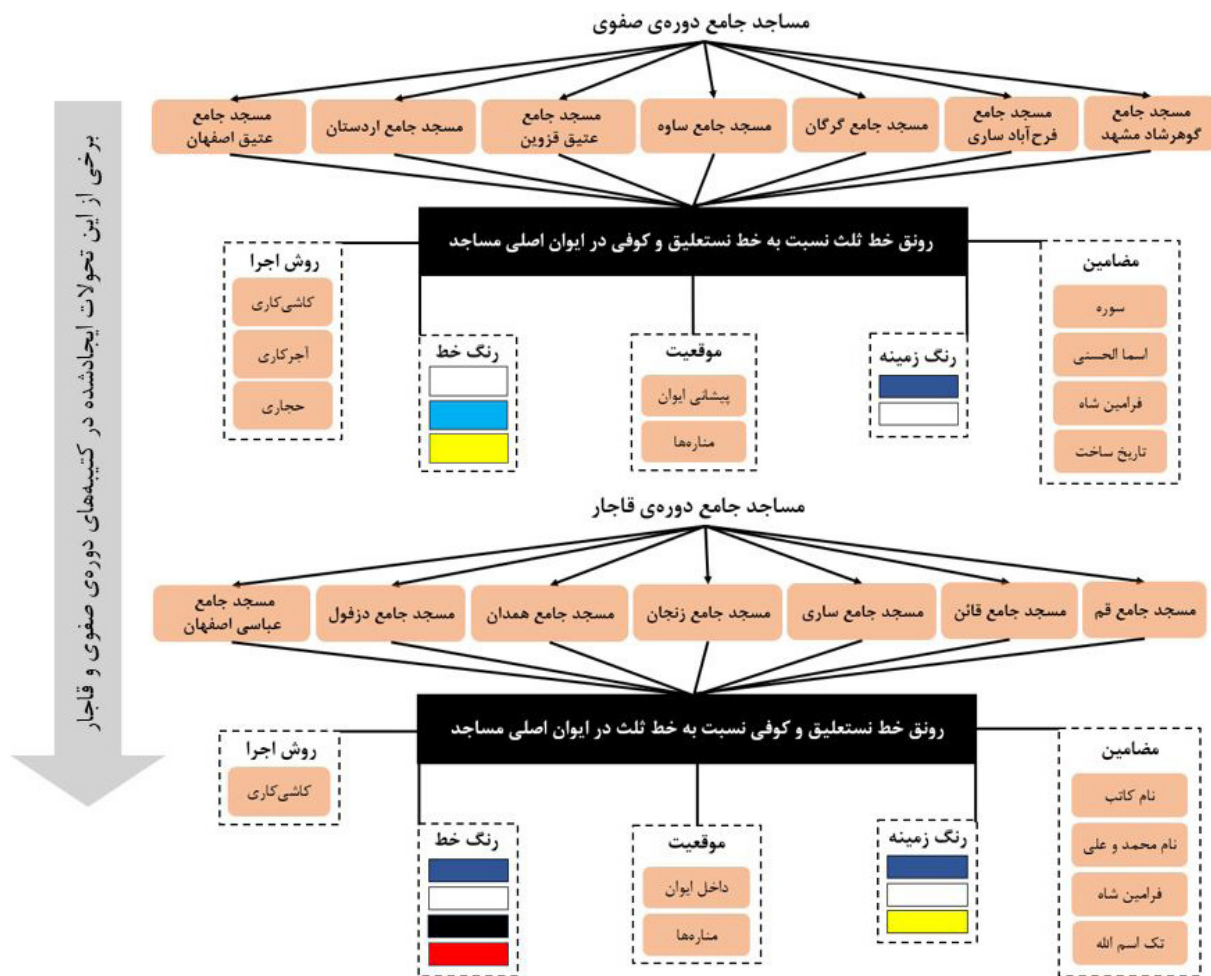 مساجد جامع دوره‌ی صفوی
مسجد جامع
گوهرشاد مشهد
مسجد جامع
فرح‌آباد ساری
مسجد جامع گرگان
مسجد جامع ساوه
مسجد جامع
عتیق قزوین
مسجد جامع اردستان
مسجد جامع
عتیق اصفهان
رونق خط ثلث نسبت به خط نستعلیق و کوفی در ایوان اصلی مساجد
مضامین
سوره
اسما الحسنی
فرامین شاه
تاریخ ساخت
رنگ زمینه
موقعیت
پیشانی ایوان
مناره‌ها
رنگ خط
روش اجرا
کاشی‌کاری
آجرکاری
حجاری
مساجد جامع دوره‌ی قاجار
مسجد جامع قم
مسجد جامع قائن
مسجد جامع ساری
مسجد جامع زنجان
مسجد جامع همدان
مسجد جامع دزفول
مسجد جامع
عباسی اصفهان
رونق خط نستعلیق و کوفی نسبت به خط ثلث در ایوان اصلی مساجد
مضامین
نام کاتب
نام محمد و علی
فرامین شاه
تک اسم الله
رنگ زمینه
موقعیت
داخل ایوان
مناره‌ها
رنگ خط
روش اجرا
کاشی‌کاری
برخی از این تحولات ایجادشده در کتیبه‌های دوره‌ی صفوی و قاجار